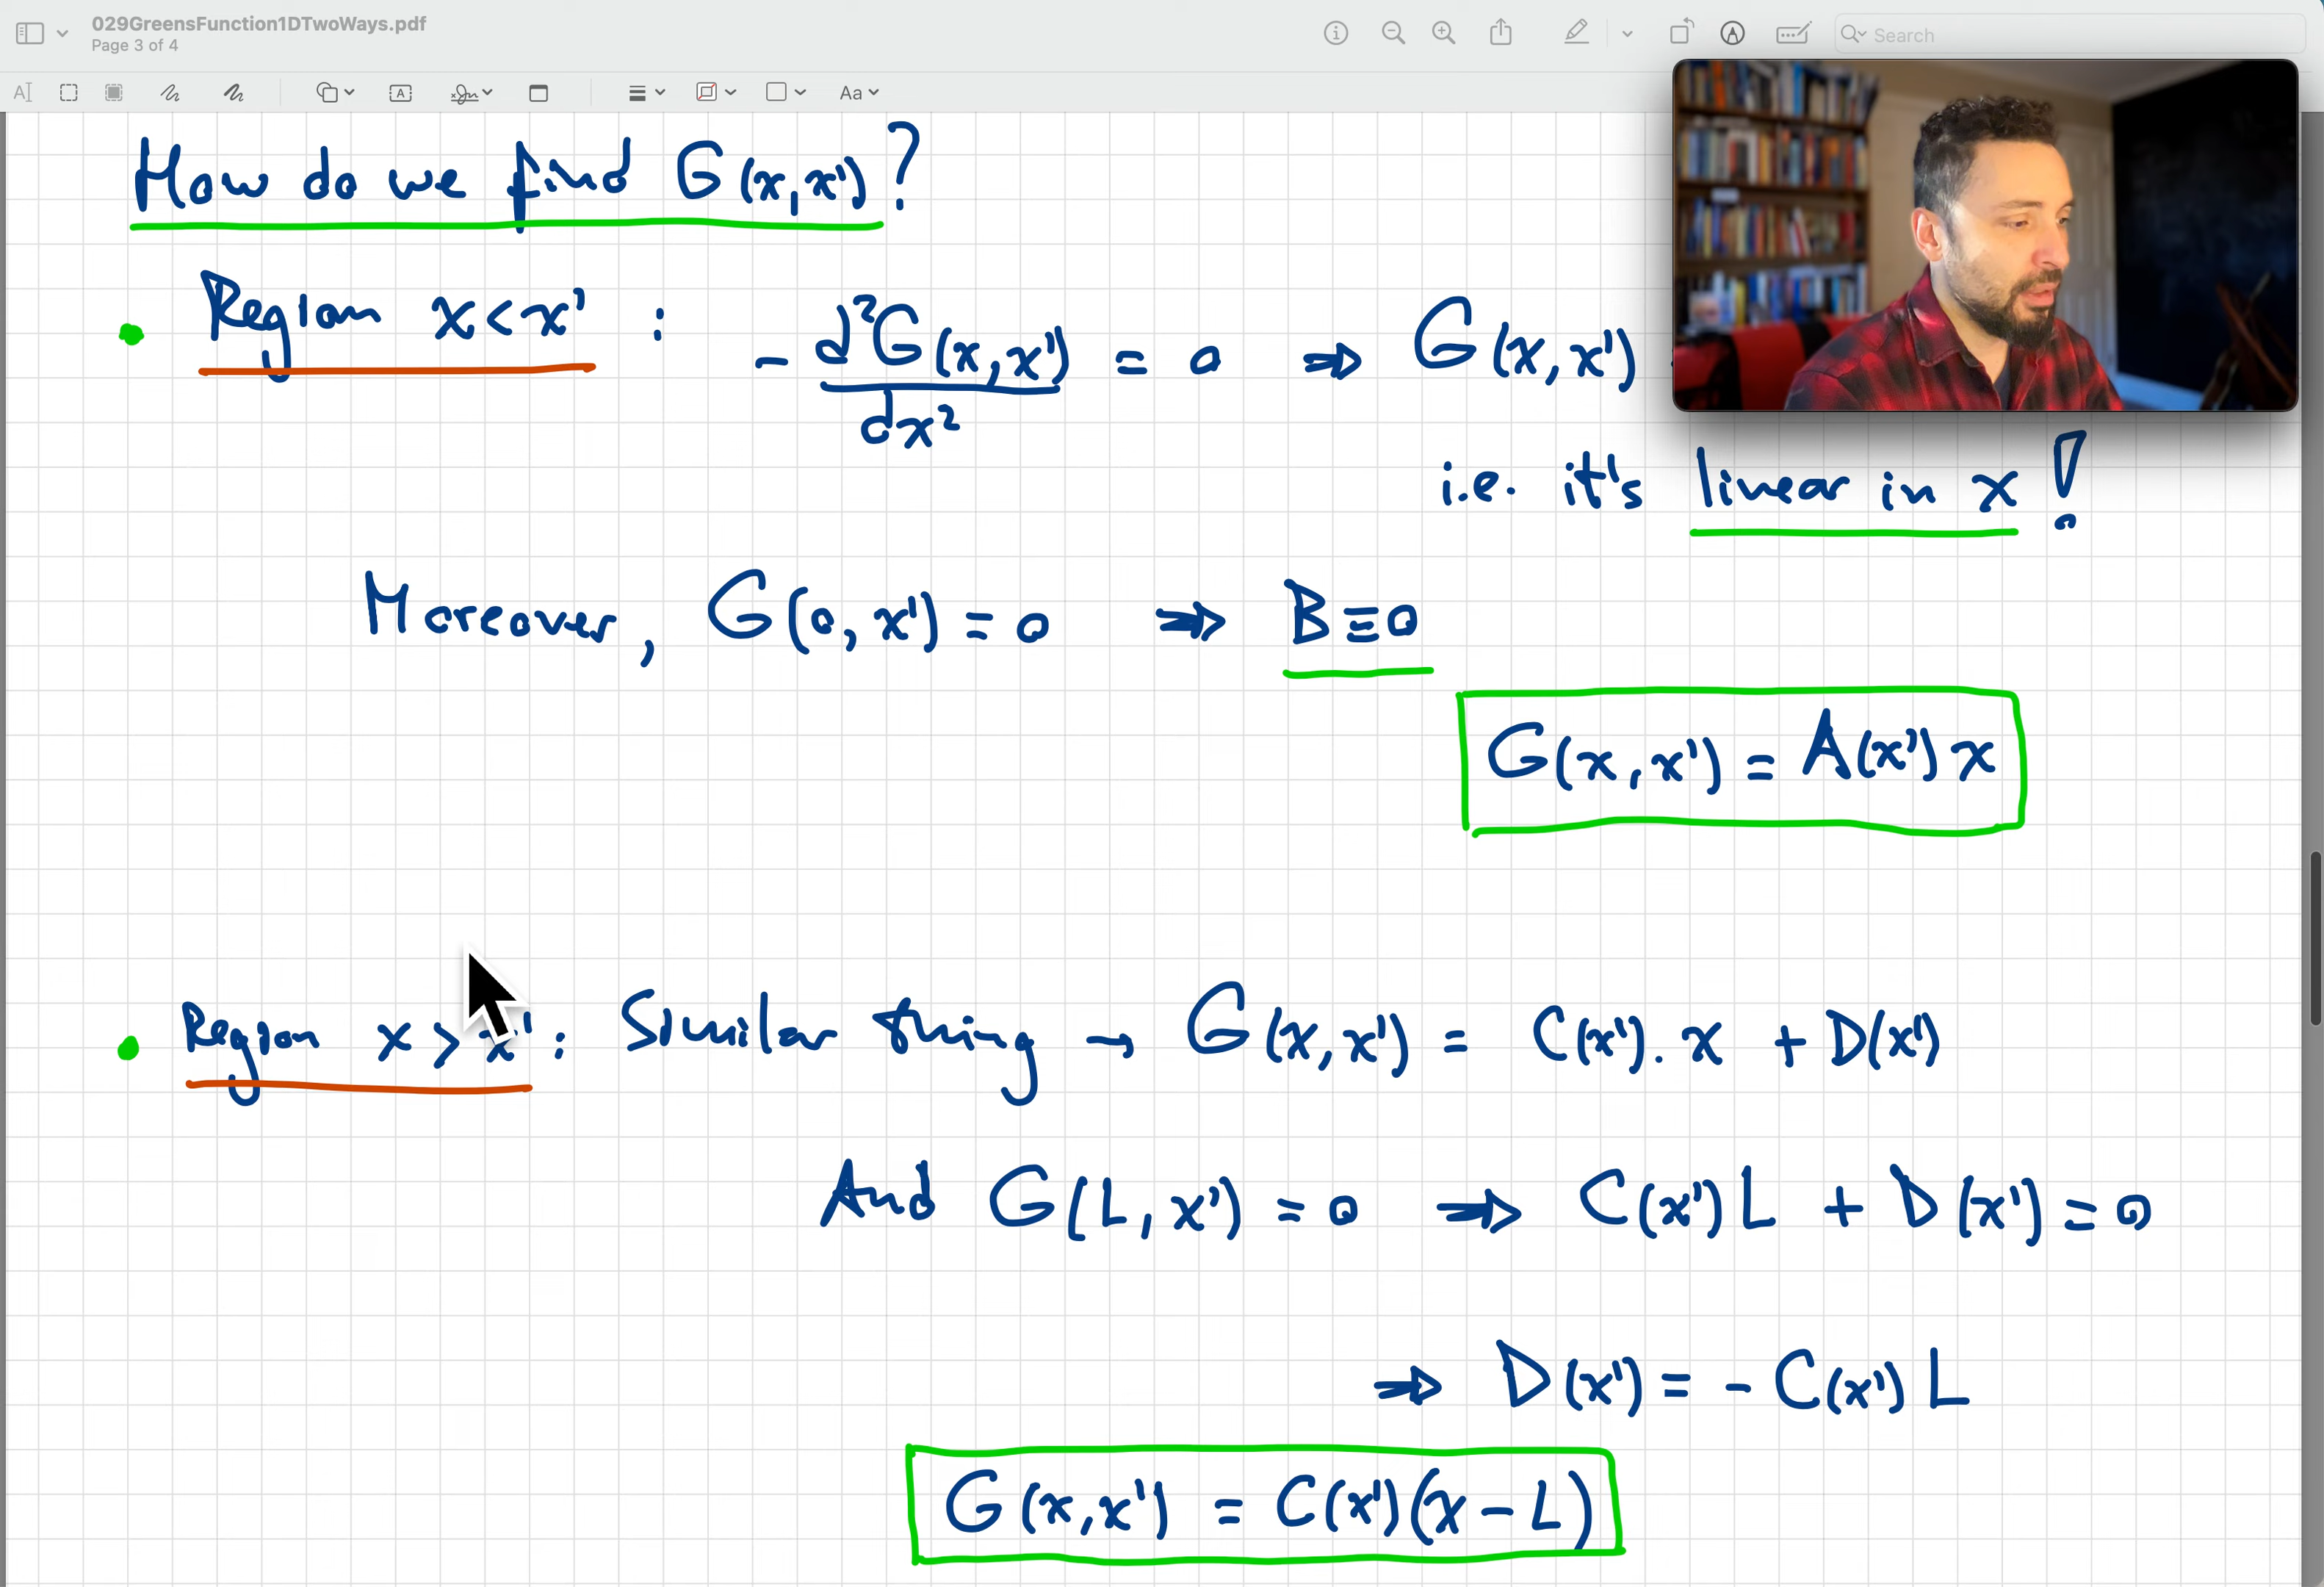 029GreensFunction1DTwoWays.pdf
Page 3 of 4
Search
A
Aa
How do we find G(x,x')?
• Region x<x' : - d²G(x,x')/dx² = 0 ⇒ G(x,x')
i.e. it's linear in x !
Moreover, G(0,x') = 0 ⇒ B≡0
G(x,x') = A(x')x
• Region x > x' : Similar thing → G(x,x') = C(x').x + D(x')
And G(L,x') = 0 ⇒ C(x')L + D(x') = 0
⇒ D(x') = - C(x')L
G(x,x') = C(x')(x-L)